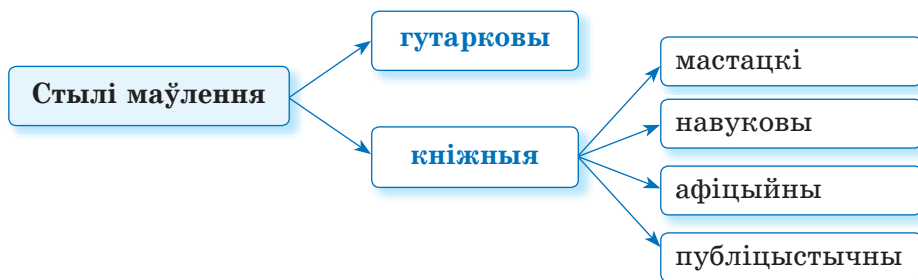 Стылі маўлення
гутарковы
кніжныя
мастацкі
навуковы
афіцыйны
публіцыстычны